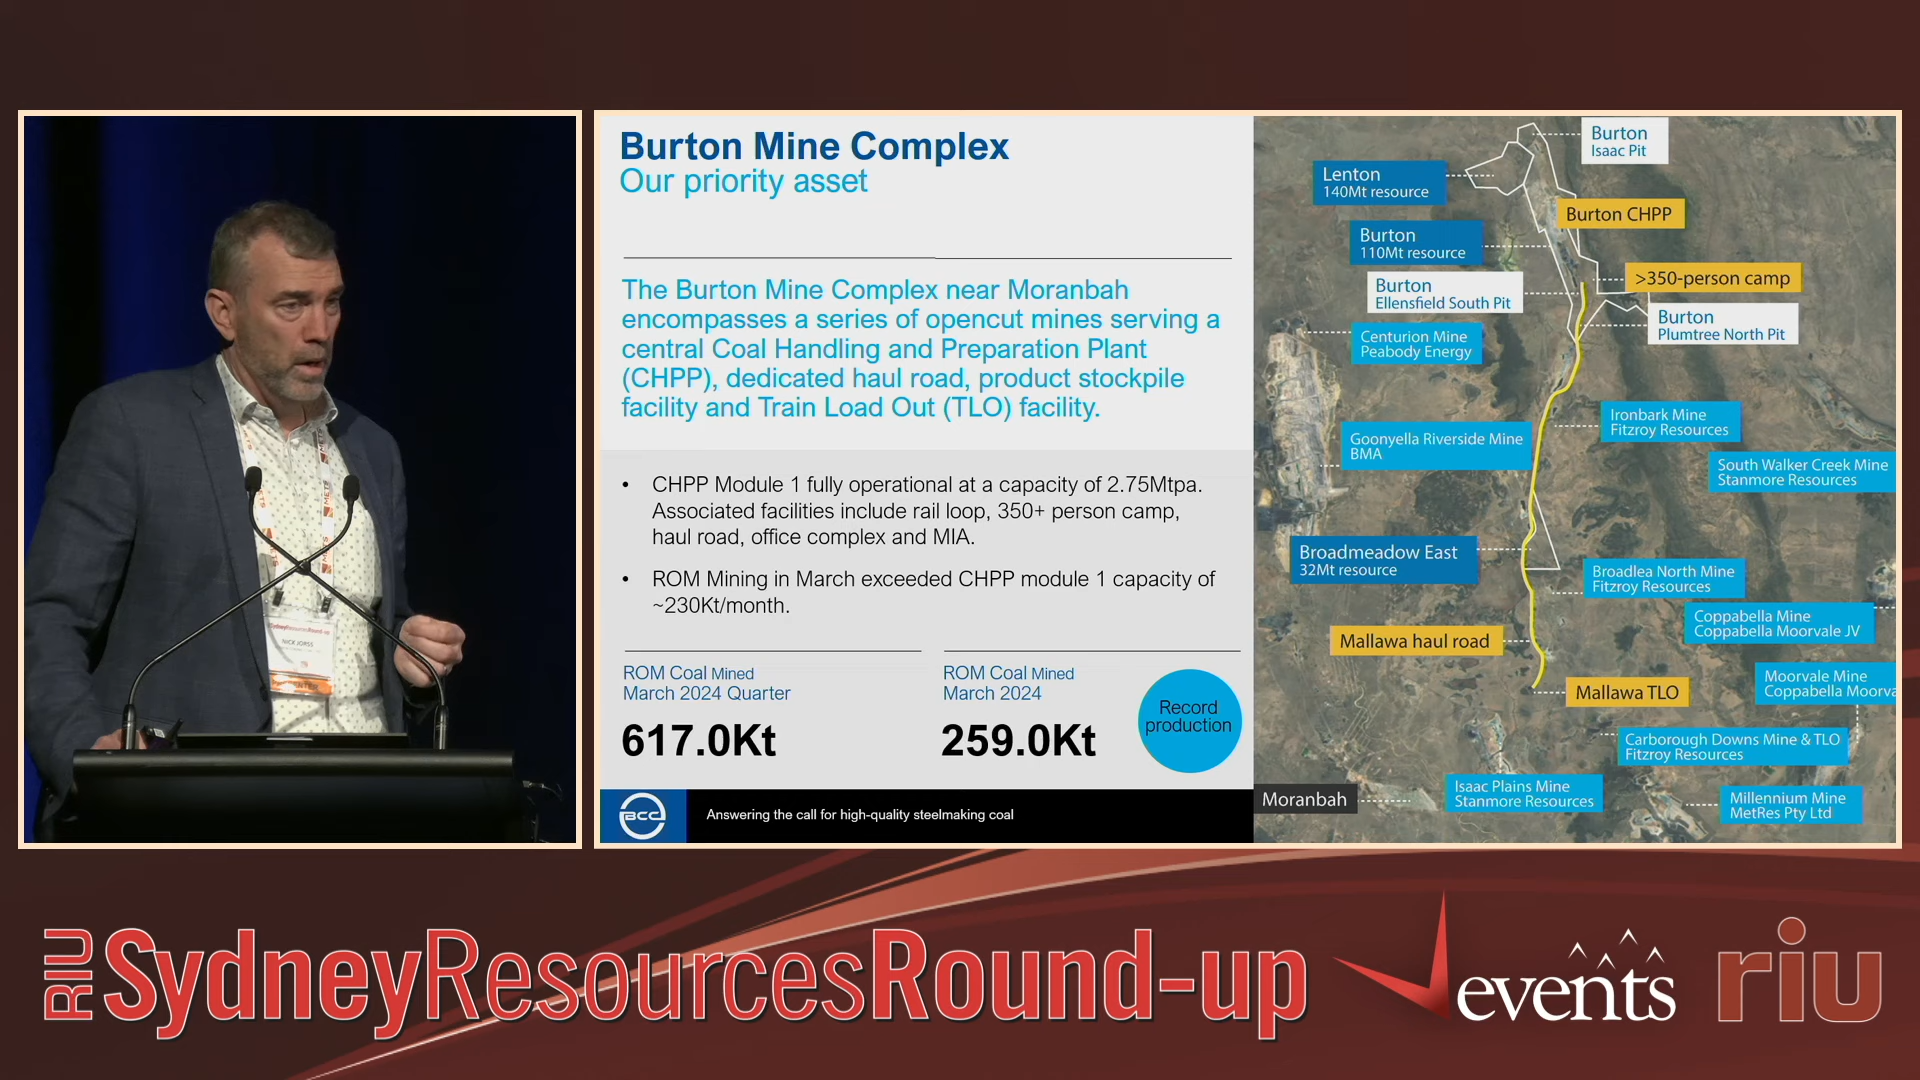 Burton Mine Complex
Our priority asset
The Burton Mine Complex near Moranbah
encompasses a series of opencut mines serving a
central Coal Handling and Preparation Plant
(CHPP), dedicated haul road, product stockpile
facility and Train Load Out (TLO) facility.
• CHPP Module 1 fully operational at a capacity of 2.75Mtpa.
Associated facilities include rail loop, 350+ person camp,
haul road, office complex and MIA.
• ROM Mining in March exceeded CHPP module 1 capacity of
~230Kt/month.
ROM Coal Mined
March 2024 Quarter
617.0Kt
ROM Coal Mined
March 2024
259.0Kt
Record
production
BCC
Answering the call for high-quality steelmaking coal
Burton
Isaac Pit
Lenton
140Mt resource
Burton CHPP
Burton
110Mt resource
>350-person camp
Burton
Ellensfield South Pit
Burton
Plumtree North Pit
Centurion Mine
Peabody Energy
Ironbark Mine
Fitzroy Resources
Goonyella Riverside Mine
BMA
South Walker Creek Mine
Stanmore Resources
Broadmeadow East
32Mt resource
Broadlea North Mine
Fitzroy Resources
Coppabella Mine
Coppabella Moorvale JV
Mallawa haul road
Moorvale Mine
Coppabella Moorva
Mallawa TLO
Carborough Downs Mine & TLO
Fitzroy Resources
Moranbah
Isaac Plains Mine
Stanmore Resources
Millennium Mine
MetRes Pty Ltd
NICK JORSS
RIU SydneyResourcesRound-up
events
riu